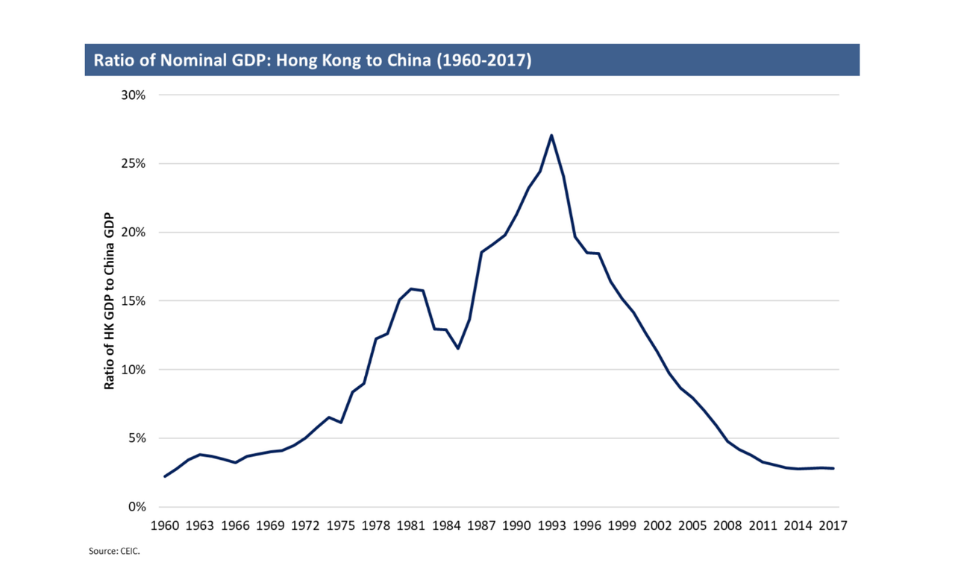 Ratio of Nominal GDP: Hong Kong to China (1960-2017)
30%
25%
20%
15%
10%
5%
0%
Ratio of HK GDP to China GDP
1960 1963 1966 1969 1972 1975 1978 1981 1984 1987 1990 1993 1996 1999 2002 2005 2008 2011 2014 2017
Source: CEIC.